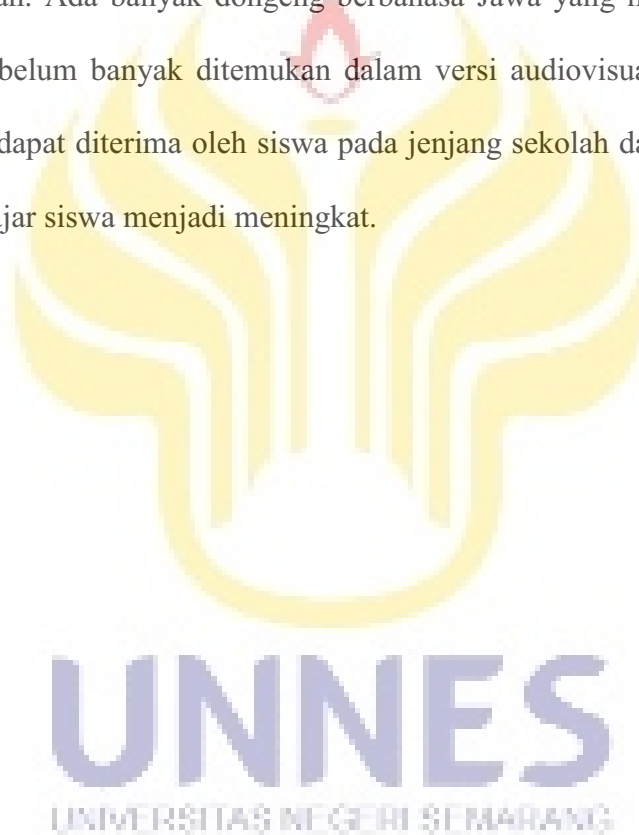 Ada banyak dongeng berbahasa Jawa yang
belum banyak ditemukan dalam versi
dapat diterima oleh siswa pada jenjang sekolah
siswa menjadi meningkat.
UNNES
UNIVERSITAS NEGERI SEMARANG